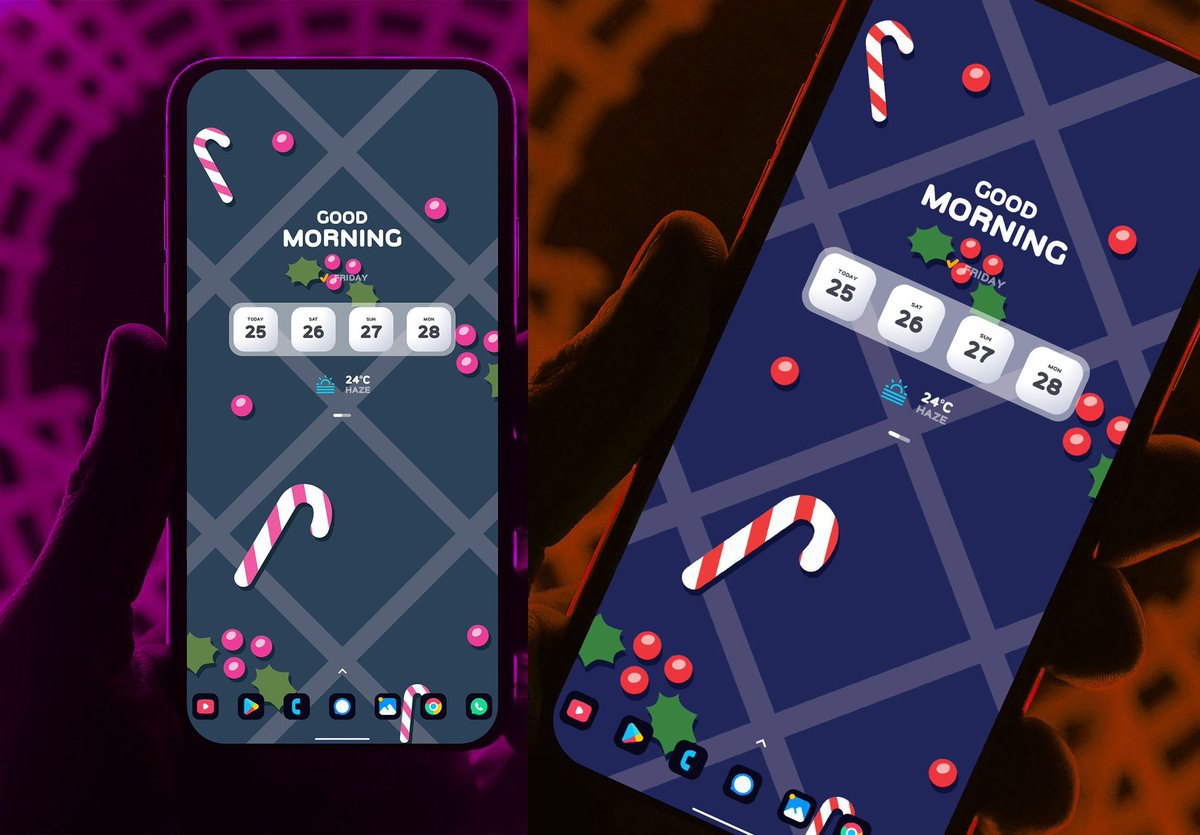 GOOD
MORNING
FRIDAY
TODAY SAT SUN MON
25 26 27 28
24°C
HAZE
GOOD
MORNING
FRIDAY
TODAY SAT SUN MON
25 26 27 28
24°C
HAZE